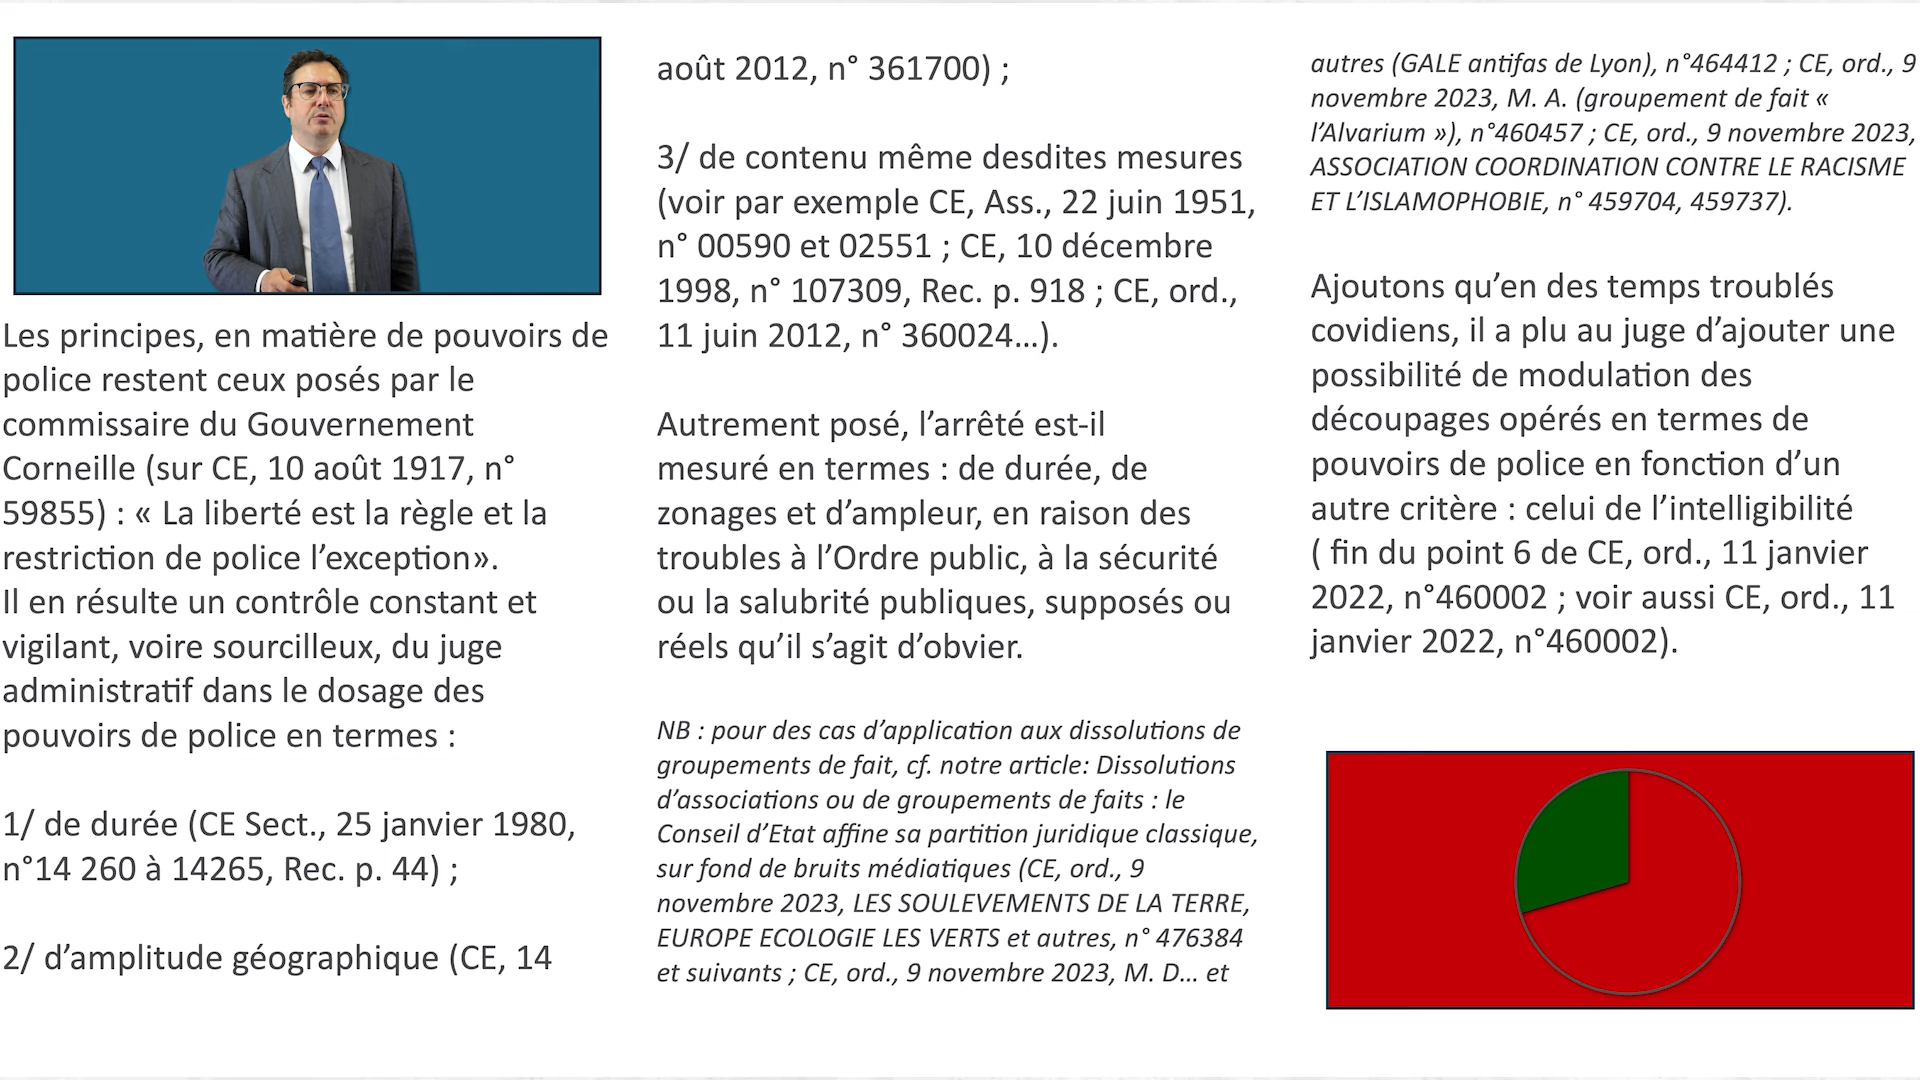 Les principes, en matière de pouvoirs de
police restent ceux posés par le
commissaire du Gouvernement
Corneille (sur CE, 10 août 1917, n°
59855) : « La liberté est la règle et la
restriction de police l’exception».
Il en résulte un contrôle constant et
vigilant, voire sourcilleux, du juge
administratif dans le dosage des
pouvoirs de police en termes :
1/ de durée (CE Sect., 25 janvier 1980,
n°14 260 à 14265, Rec. p. 44) ;
2/ d’amplitude géographique (CE, 14
août 2012, n° 361700) ;
3/ de contenu même desdites mesures
(voir par exemple CE, Ass., 22 juin 1951,
n° 00590 et 02551 ; CE, 10 décembre
1998, n° 107309, Rec. p. 918 ; CE, ord.,
11 juin 2012, n° 360024…).
Autrement posé, l’arrêté est-il
mesuré en termes : de durée, de
zonages et d’ampleur, en raison des
troubles à l’Ordre public, à la sécurité
ou la salubrité publiques, supposés ou
réels qu’il s’agit d’obvier.
NB : pour des cas d’application aux dissolutions de
groupements de fait, cf. notre article: Dissolutions
d’associations ou de groupements de faits : le
Conseil d’Etat affine sa partition juridique classique,
sur fond de bruits médiatiques (CE, ord., 9
novembre 2023, LES SOULEVEMENTS DE LA TERRE,
EUROPE ECOLOGIE LES VERTS et autres, n° 476384
et suivants ; CE, ord., 9 novembre 2023, M. D… et
autres (GALE antifas de Lyon), n°464412 ; CE, ord., 9
novembre 2023, M. A. (groupement de fait «
l’Alvarium »), n°460457 ; CE, ord., 9 novembre 2023,
ASSOCIATION COORDINATION CONTRE LE RACISME
ET L’ISLAMOPHOBIE, n° 459704, 459737).
Ajoutons qu’en des temps troublés
covidiens, il a plu au juge d’ajouter une
possibilité de modulation des
découpages opérés en termes de
pouvoirs de police en fonction d’un
autre critère : celui de l’intelligibilité
( fin du point 6 de CE, ord., 11 janvier
2022, n°460002 ; voir aussi CE, ord., 11
janvier 2022, n°460002).